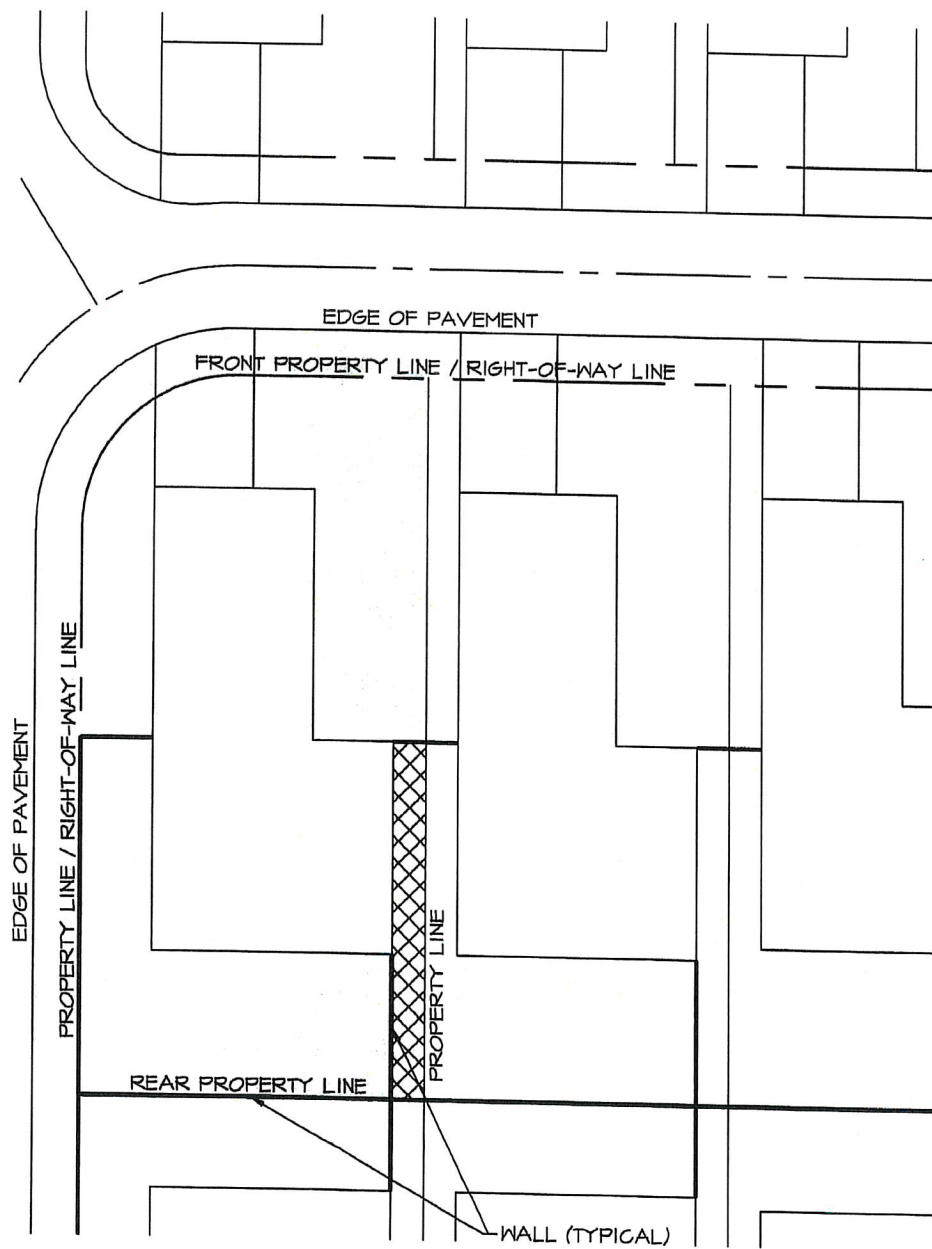 EDGE OF PAVEMENT
FRONT PROPERTY LINE / RIGHT-OF-WAY LINE
EDGE OF PAVEMENT
PROPERTY LINE / RIGHT-OF-WAY LINE
PROPERTY LINE
REAR PROPERTY LINE
WALL (TYPICAL)